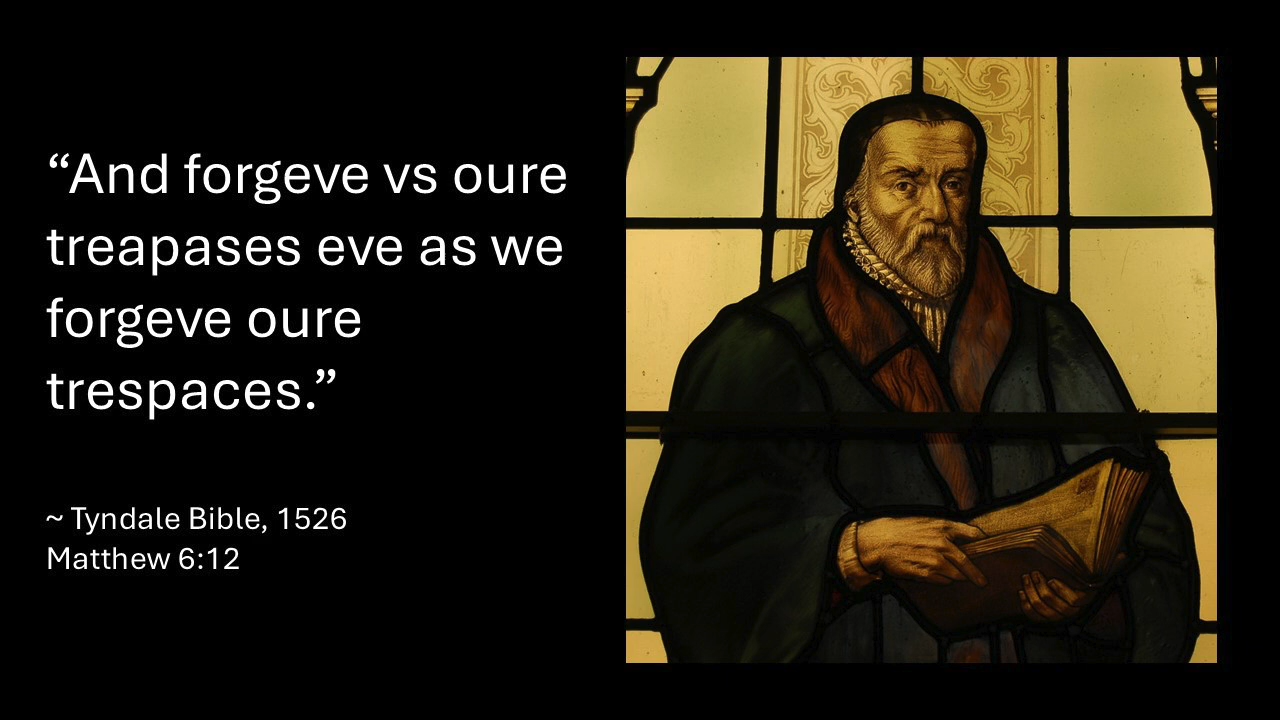 “And forgeve vs oure
treapases eve as we
forgeve oure
trespaces.”
~ Tyndale Bible, 1526
Matthew 6:12